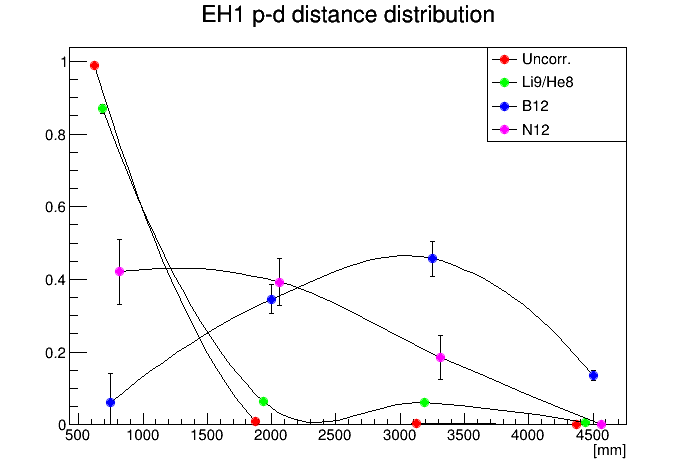 EH1 p-d distance distribution
Uncorr.
Li9/He8
B12
N12
1
0.8
0.6
0.4
0.2
0
500 1000 1500 2000 2500 3000 3500 4000 4500
[mm]